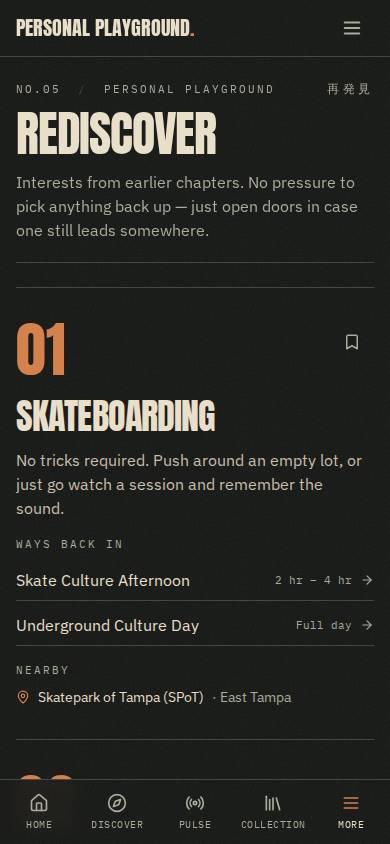 PERSONAL PLAYGROUND.
NO.05 / PERSONAL PLAYGROUND 再発見
REDISCOVER
Interests from earlier chapters. No pressure to
pick anything back up — just open doors in case
one still leads somewhere.
01
SKATEBOARDING
No tricks required. Push around an empty lot, or
just go watch a session and remember the
sound.
WAYS BACK IN
Skate Culture Afternoon 2 hr – 4 hr →
Underground Culture Day Full day →
NEARBY
Skatepark of Tampa (SPoT) · East Tampa
HOME DISCOVER PULSE COLLECTION MORE